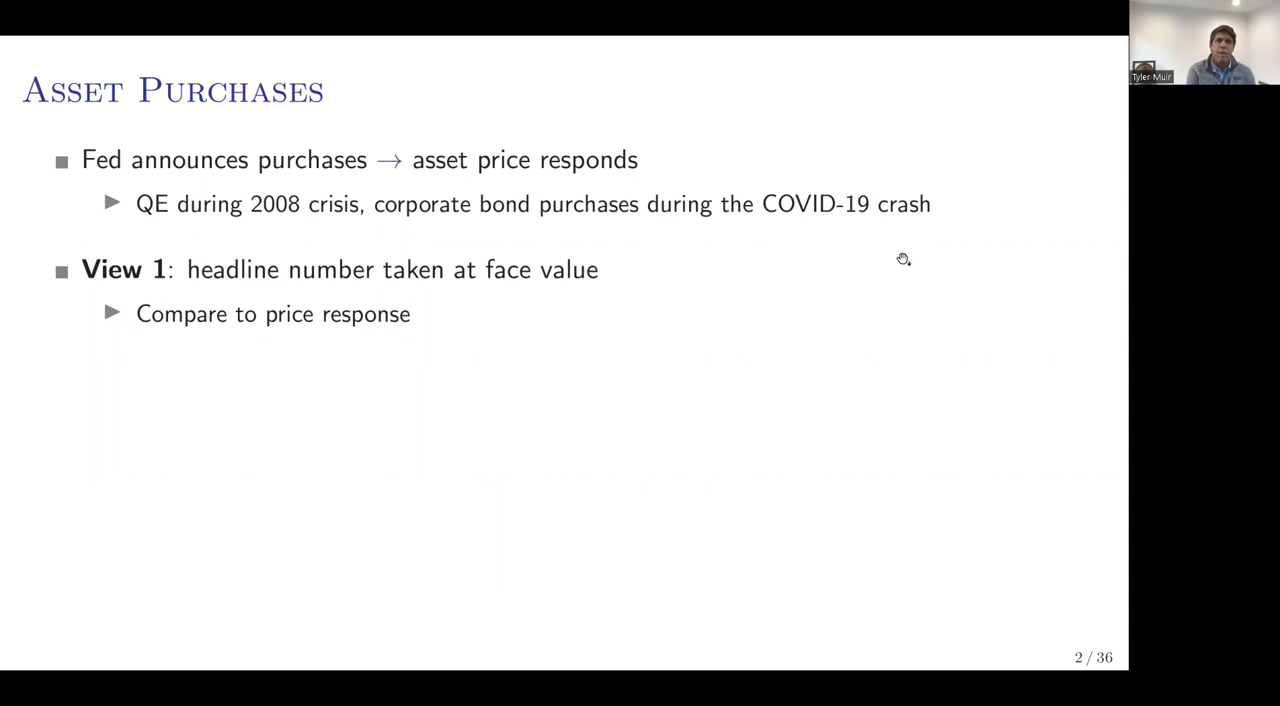 Asset Purchases
Fed announces purchases → asset price responds
QE during 2008 crisis, corporate bond purchases during the COVID-19 crash
View 1: headline number taken at face value
Compare to price response
2 / 36
Tyler Muir